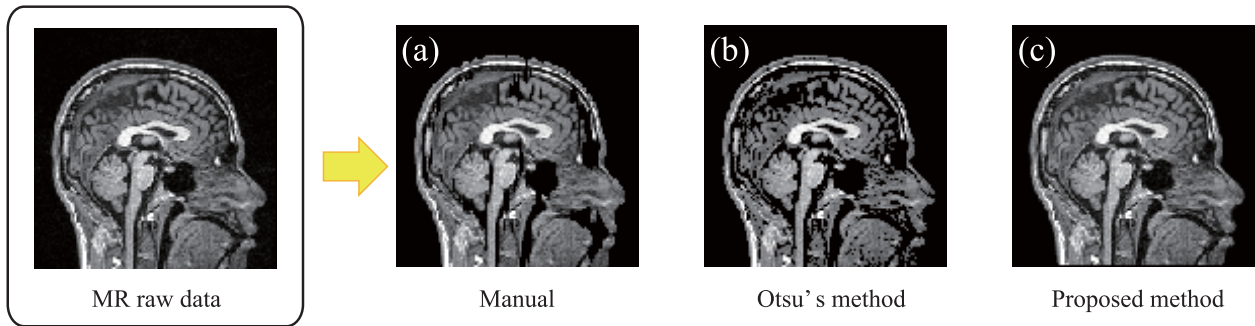 (a)
(b)
(c)
MR raw data
Manual
Otsu's method
Proposed method